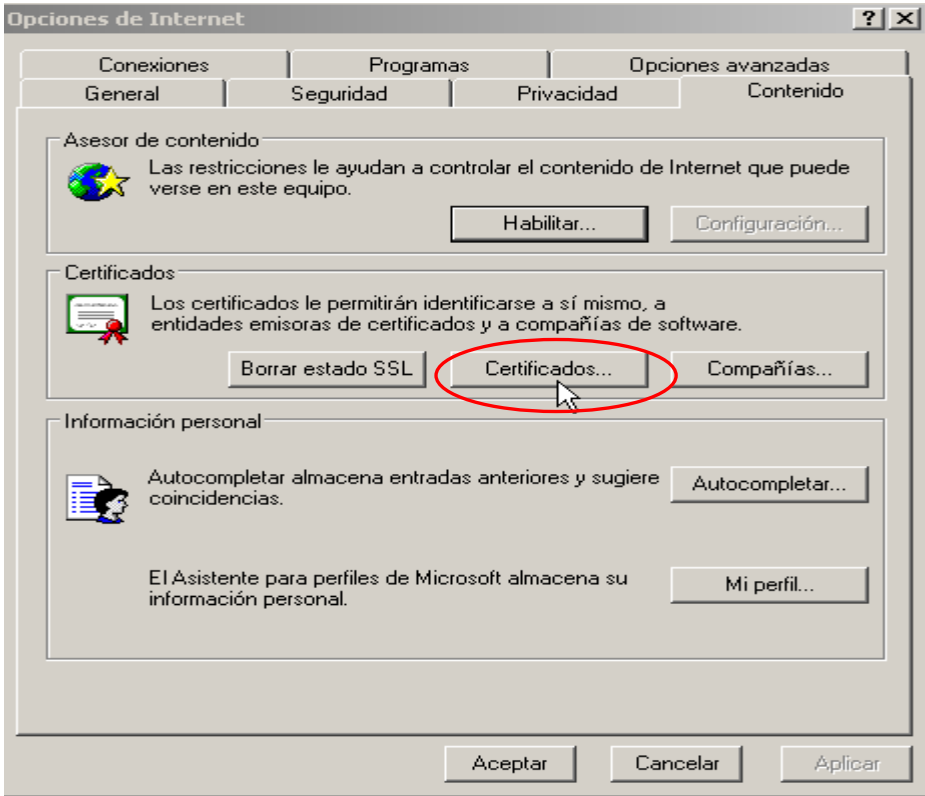 Opciones de Internet
Conexiones Programas Opciones avanzadas
General Seguridad Privacidad Contenido
Asesor de contenido
Las restricciones le ayudan a controlar el contenido de Internet que puede
verse en este equipo.
Habilitar... Configuración...
Certificados
Los certificados le permitirán identificarse a sí mismo, a
entidades emisoras de certificados y a compañías de software.
Borrar estado SSL Certificados... Compañías...
Información personal
Autocompletar almacena entradas anteriores y sugiere
coincidencias.
Autocompletar...
El Asistente para perfiles de Microsoft almacena su
información personal.
Mi perfil...
Aceptar Cancelar Aplicar